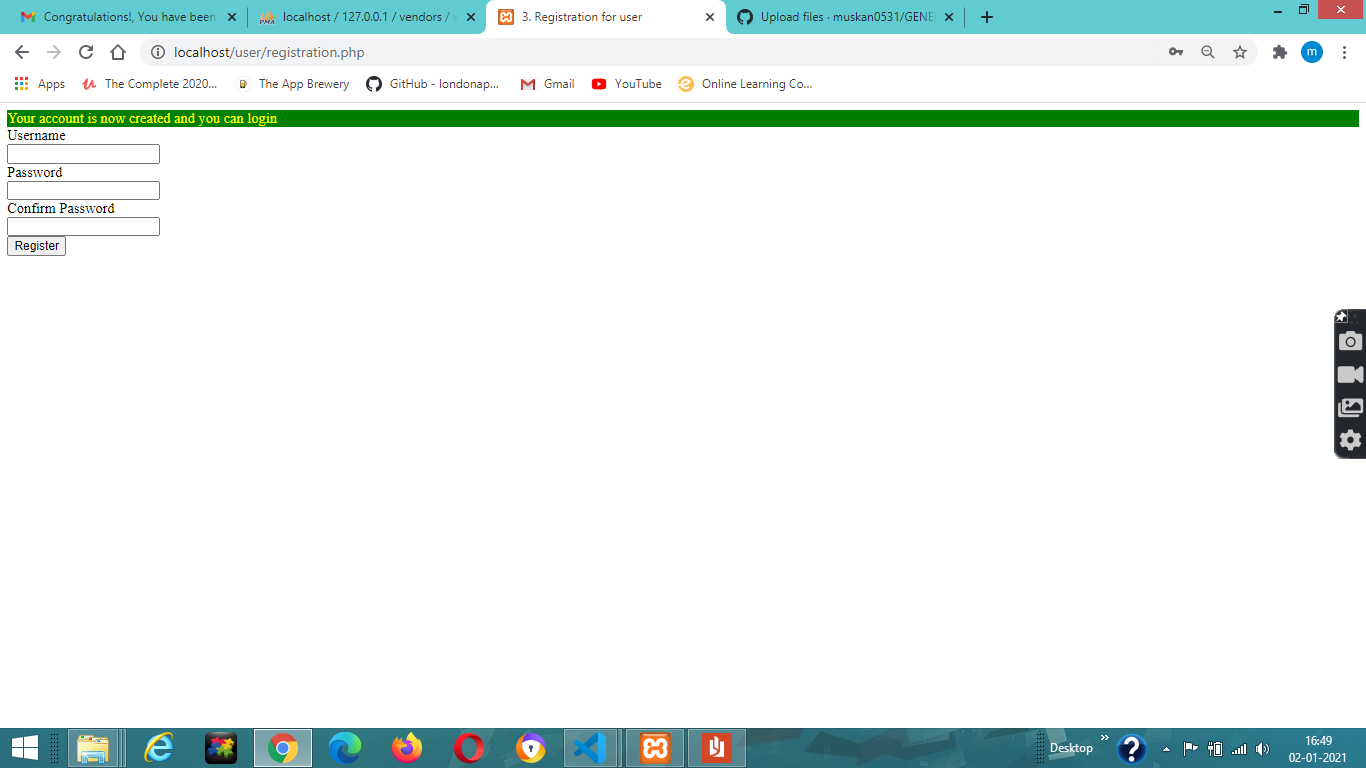 Congratulations!, You have been
localhost / 127.0.0.1 / vendors /
3. Registration for user
Upload files · muskan0531/GENE
localhost/user/registration.php
m
Apps
The Complete 2020...
The App Brewery
GitHub - londonap...
Gmail
YouTube
Online Learning Co...
Your account is now created and you can login
Username
Password
Confirm Password
Register
Desktop
16:49
02-01-2021